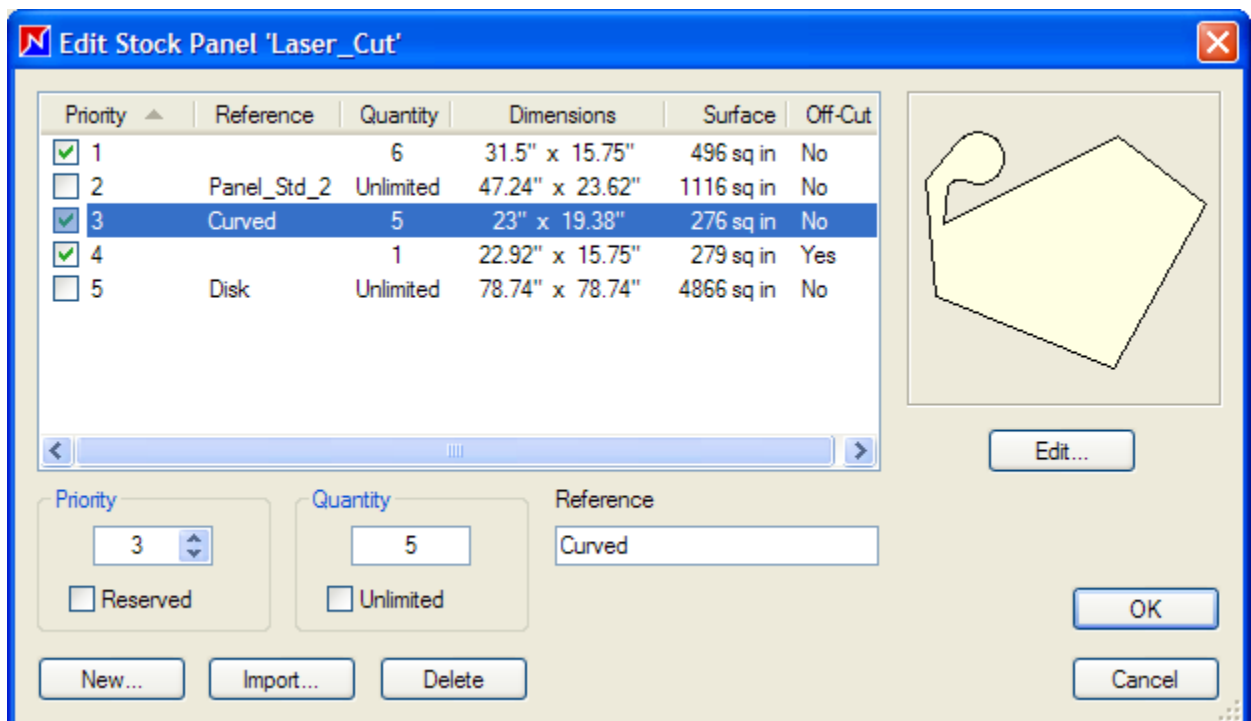 Edit Stock Panel 'Laser_Cut'
Priority Reference Quantity Dimensions Surface Off-Cut
1 6 31.5" x 15.75" 496 sq in No
2 Panel_Std_2 Unlimited 47.24" x 23.62" 1116 sq in No
3 Curved 5 23" x 19.38" 276 sq in No
4 1 22.92" x 15.75" 279 sq in Yes
5 Disk Unlimited 78.74" x 78.74" 4866 sq in No
Edit...
Priority Quantity Reference
3 5 Curved
Reserved Unlimited
OK
New... Import... Delete Cancel